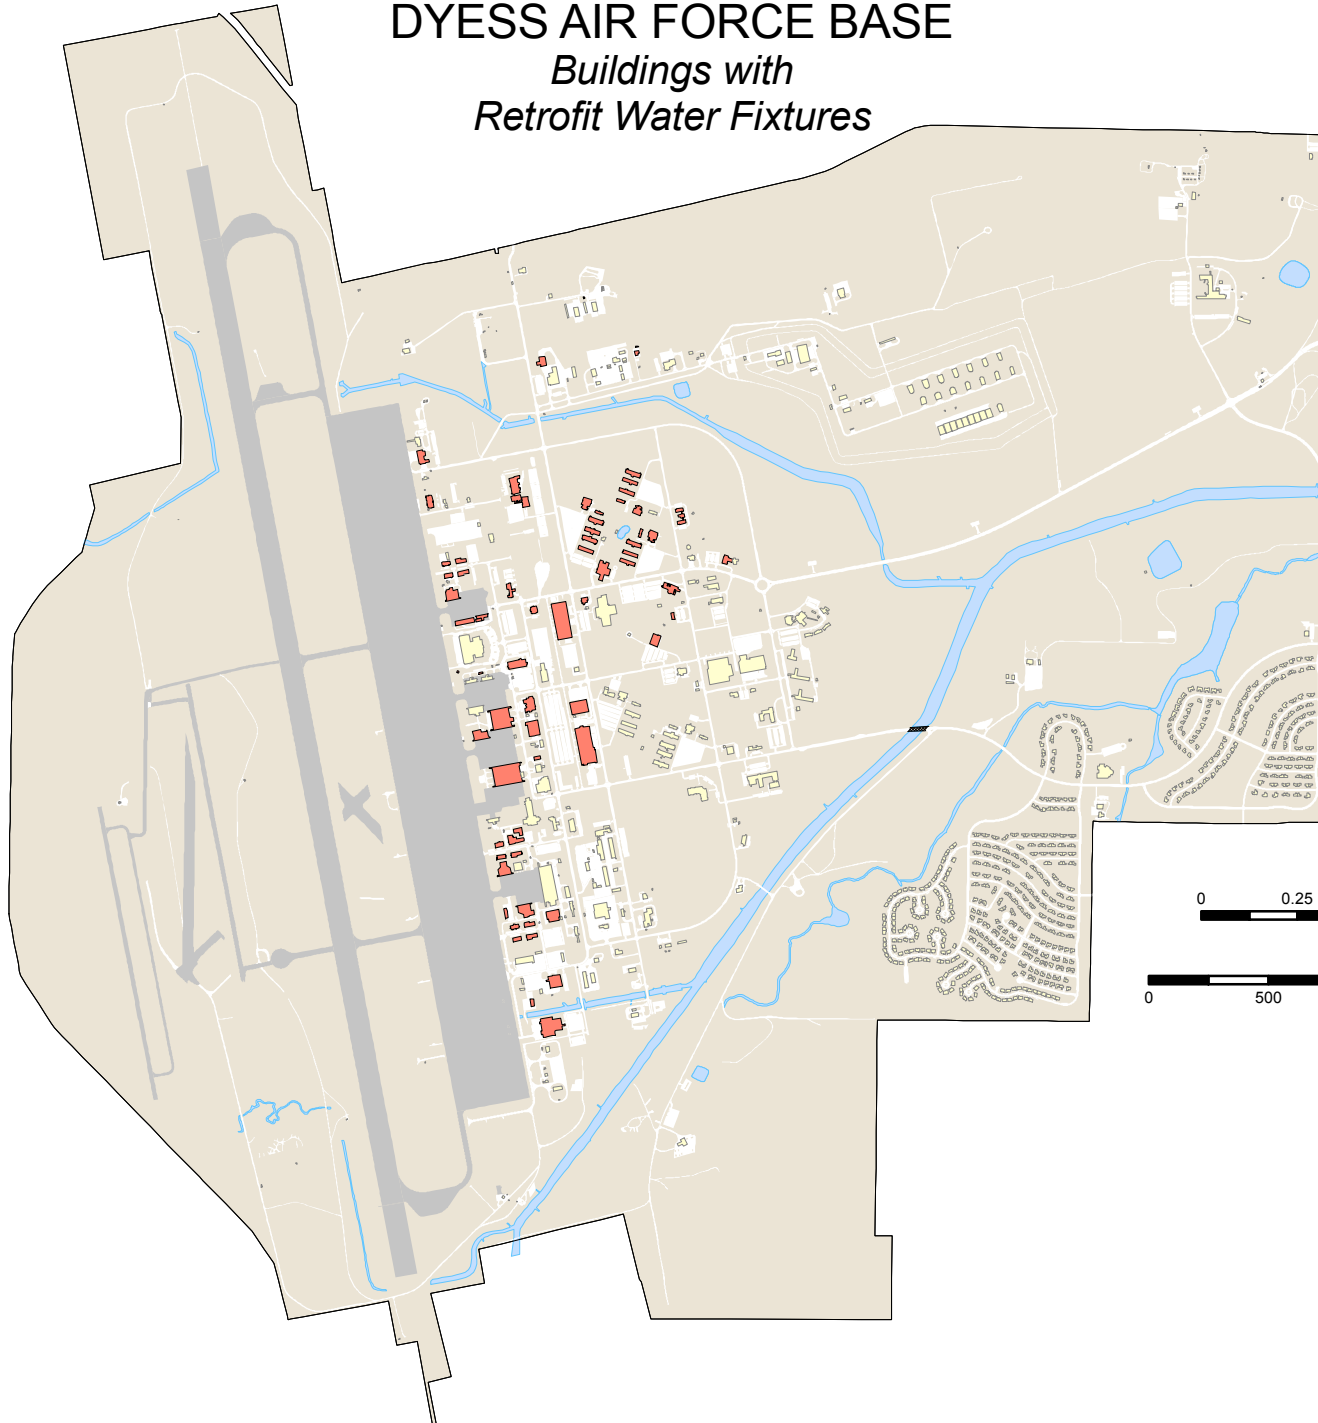 DYESS AIR FORCE BASE
Buildings with
Retrofit Water Fixtures
0 0.25
0 500